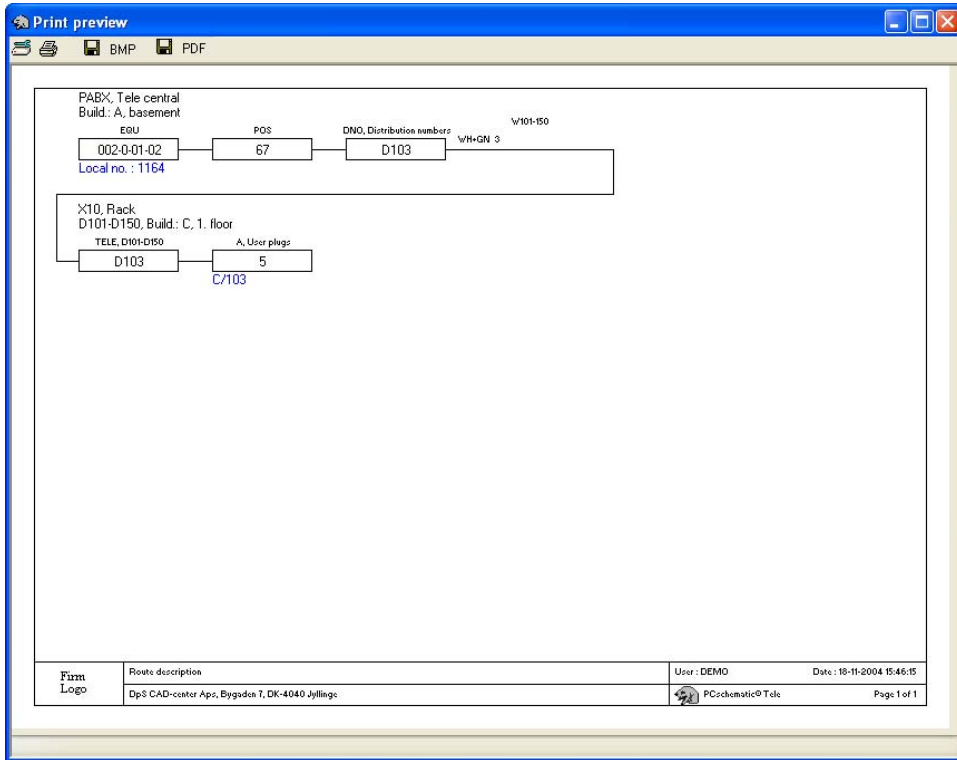 Print preview
BMP PDF
PABX, Tele central
Build.: A, basement
W101-150
EQU POS DNO, Distribution numbers WH+GN 3
002-0-01-02 67 D103
Local no. : 1164
X10, Rack
D101-D150, Build.: C, 1. floor
TELE, D101-D150 A, User plugs
D103 5
C/103
Firm
Logo
Route description User : DEMO Date : 18-11-2004 15:46:15
DpS CAD-center Aps, Bygaden 7, DK-4040 Jyllinge PCschematic© Tele Page 1 of 1